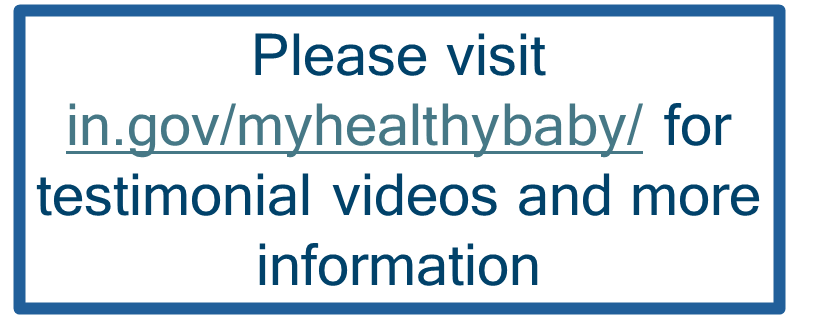 Please visit
in.gov/myhealthybaby/ for
testimonial videos and more
information